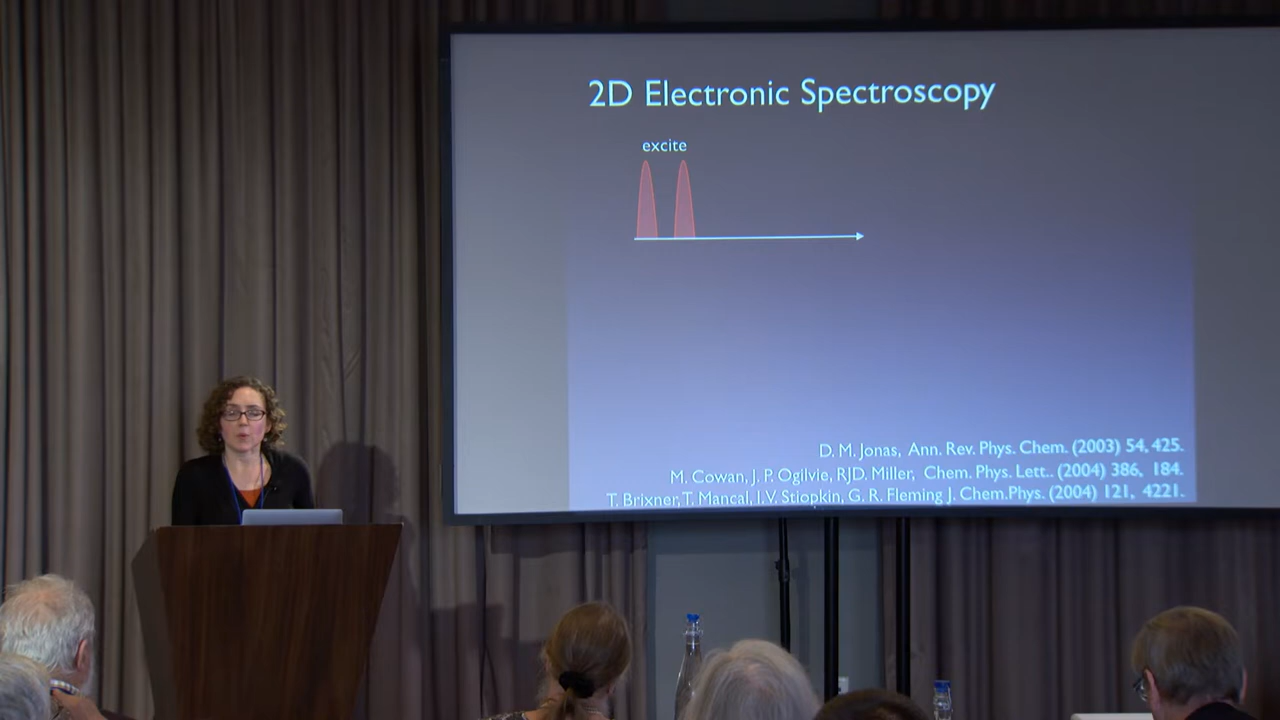 2D Electronic Spectroscopy
excite
D. M. Jonas, Ann. Rev. Phys. Chem. (2003) 54, 425.
M. Cowan, J. P. Ogilvie, RJD. Miller, Chem. Phys. Lett.. (2004) 386, 184.
T. Brixner, T. Mancal, I.V. Stiopkin, G. R. Fleming J. Chem.Phys. (2004) 121, 4221.